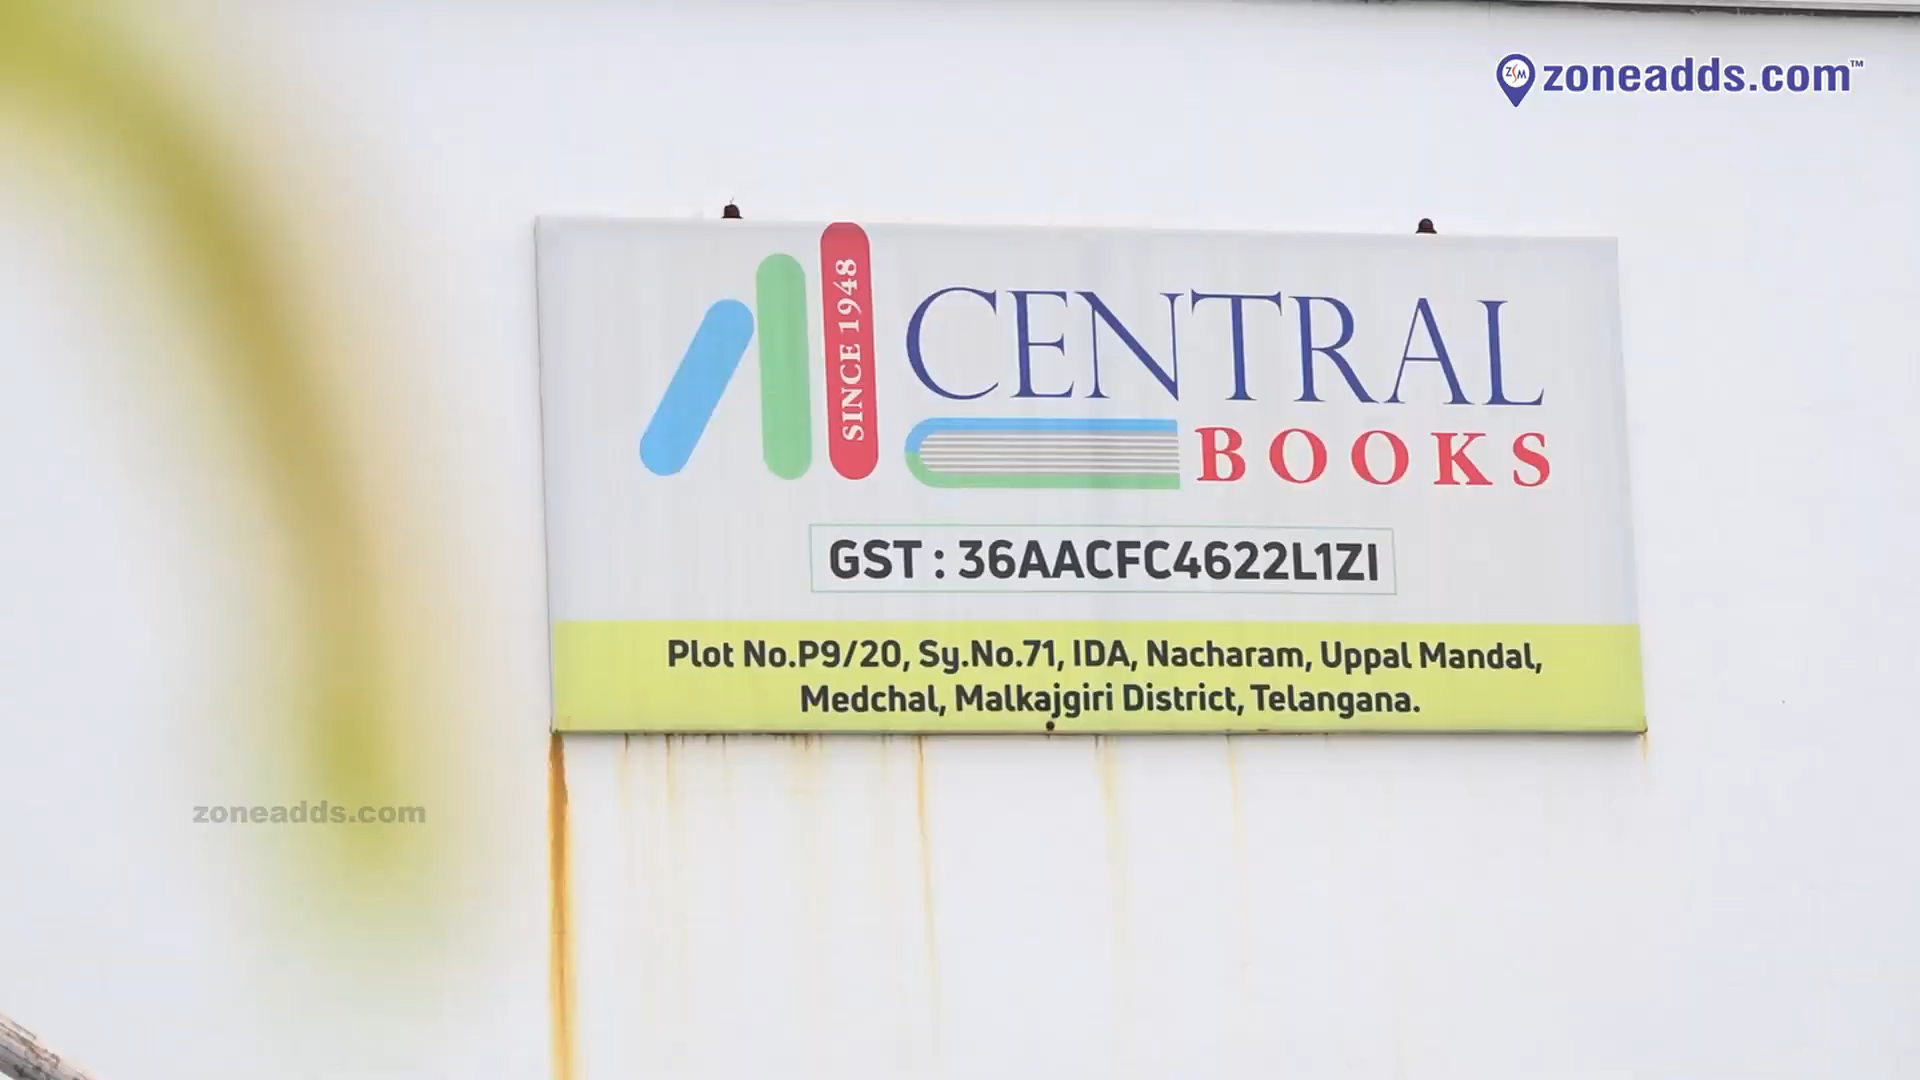 zoneadds.com™
ZSM
SINCE 1948
CENTRAL
BOOKS
GST : 36AACFC4622L1ZI
Plot No.P9/20, Sy.No.71, IDA, Nacharam, Uppal Mandal,
Medchal, Malkajgiri District, Telangana.
zoneadds.com